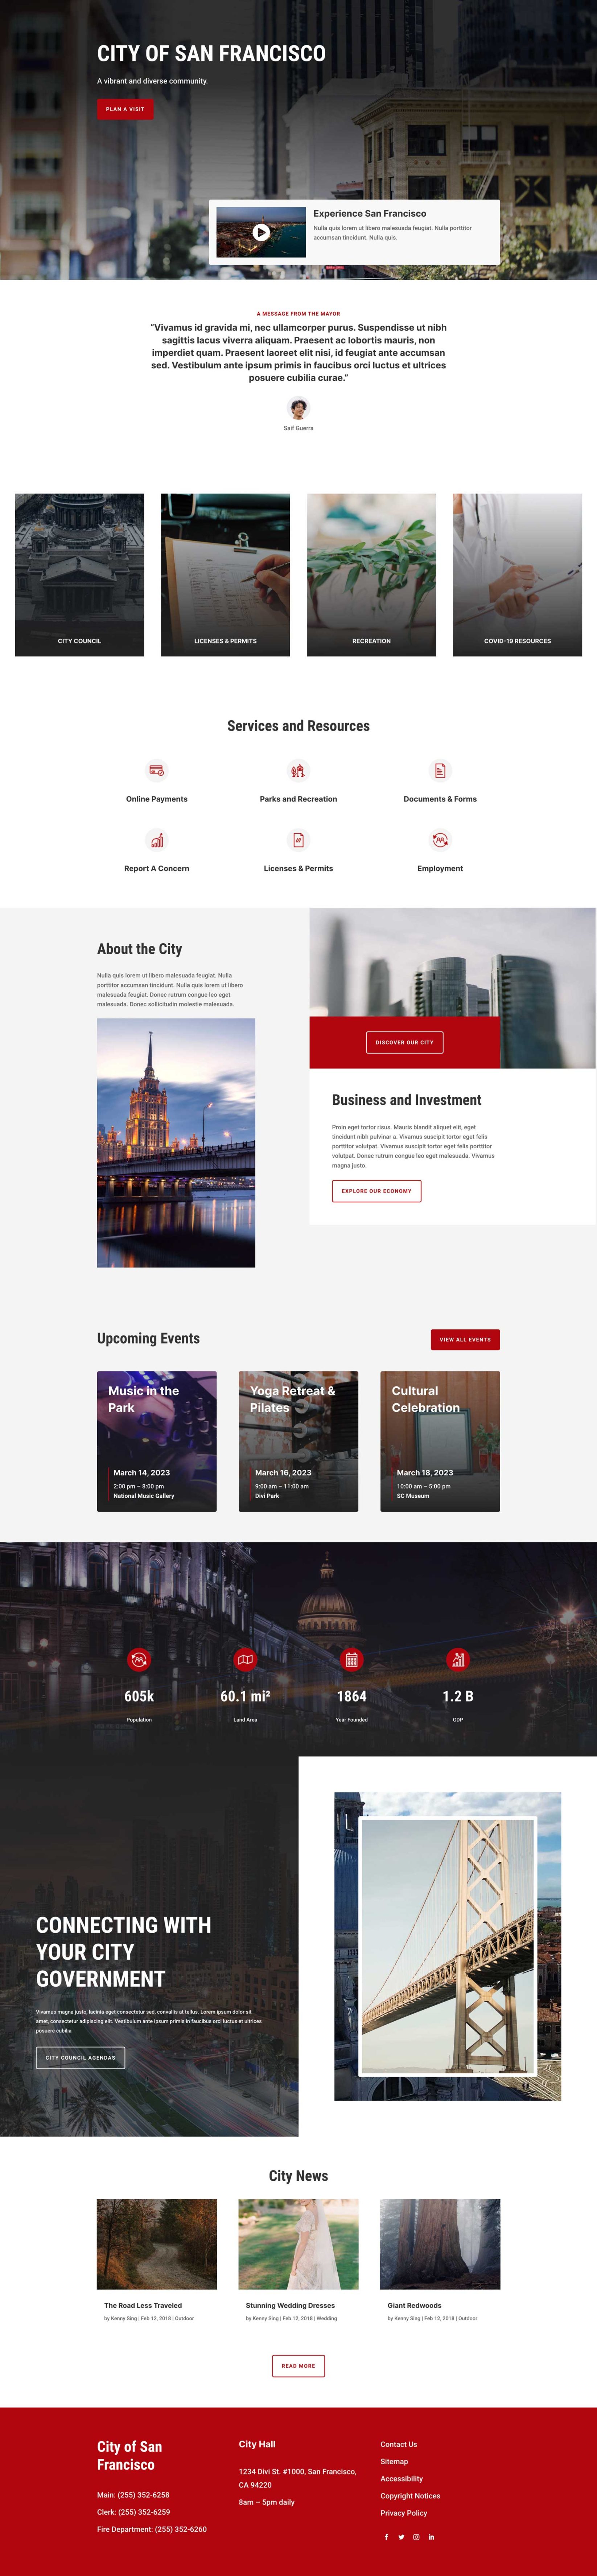 CITY OF SAN FRANCISCO
A vibrant and diverse community.
PLAN A VISIT
Experience San Francisco
Nulla quis lorem ut libero malesuada feugiat. Nulla porttitor
accumsan tincidunt. Nulla quis.
A MESSAGE FROM THE MAYOR
“Vivamus id gravida mi, nec ullamcorper purus. Suspendisse ut nibh
sagittis lacus viverra aliquam. Praesent ac lobortis mauris, non
imperdiet quam. Praesent laoreet elit nisi, id feugiat ante accumsan
sed. Vestibulum ante ipsum primis in faucibus orci luctus et ultrices
posuere cubilia curae.”
Saif Guerra
CITY COUNCIL
LICENSES & PERMITS
RECREATION
COVID-19 RESOURCES
Services and Resources
Online Payments
Parks and Recreation
Documents & Forms
Report A Concern
Licenses & Permits
Employment
About the City
Nulla quis lorem ut libero malesuada feugiat. Nulla
porttitor accumsan tincidunt. Nulla quis lorem ut libero
malesuada feugiat. Donec rutrum congue leo eget
malesuada. Donec sollicitudin molestie malesuada.
DISCOVER OUR CITY
Business and Investment
Proin eget tortor risus. Mauris blandit aliquet elit, eget
tincidunt nibh pulvinar a. Vivamus suscipit tortor eget felis
porttitor volutpat. Vivamus suscipit tortor eget felis porttitor
volutpat. Donec rutrum congue leo eget malesuada. Vivamus
magna justo.
EXPLORE OUR ECONOMY
Upcoming Events
VIEW ALL EVENTS
Music in the
Park
March 14, 2023
2:00 pm – 8:00 pm
National Music Gallery
Yoga Retreat &
Pilates
March 16, 2023
9:00 am – 11:00 am
Divi Park
Cultural
Celebration
March 18, 2023
10:00 am – 5:00 pm
SC Museum
605k
Population
60.1 mi²
Land Area
1864
Year Founded
1.2 B
GDP
CONNECTING WITH
YOUR CITY
GOVERNMENT
Vivamus magna justo, lacinia eget consectetur sed, convallis at tellus. Lorem ipsum dolor sit
amet, consectetur adipiscing elit. Vestibulum ante ipsum primis in faucibus orci luctus et ultrices
posuere cubilia
CITY COUNCIL AGENDAS
City News
The Road Less Traveled
by Kenny Sing | Feb 12, 2018 | Outdoor
Stunning Wedding Dresses
by Kenny Sing | Feb 12, 2018 | Wedding
Giant Redwoods
by Kenny Sing | Feb 12, 2018 | Outdoor
READ MORE
City of San
Francisco
Main: (255) 352-6258
Clerk: (255) 352-6259
Fire Department: (255) 352-6260
City Hall
1234 Divi St. #1000, San Francisco,
CA 94220
8am – 5pm daily
Contact Us
Sitemap
Accessibility
Copyright Notices
Privacy Policy